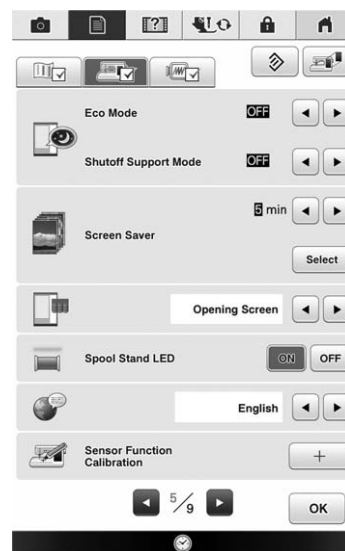 Eco Mode OFF
Shutoff Support Mode OFF
5 min
Screen Saver
Select
Opening Screen
Spool Stand LED ON OFF
English
Sensor Function
Calibration
5/9
OK